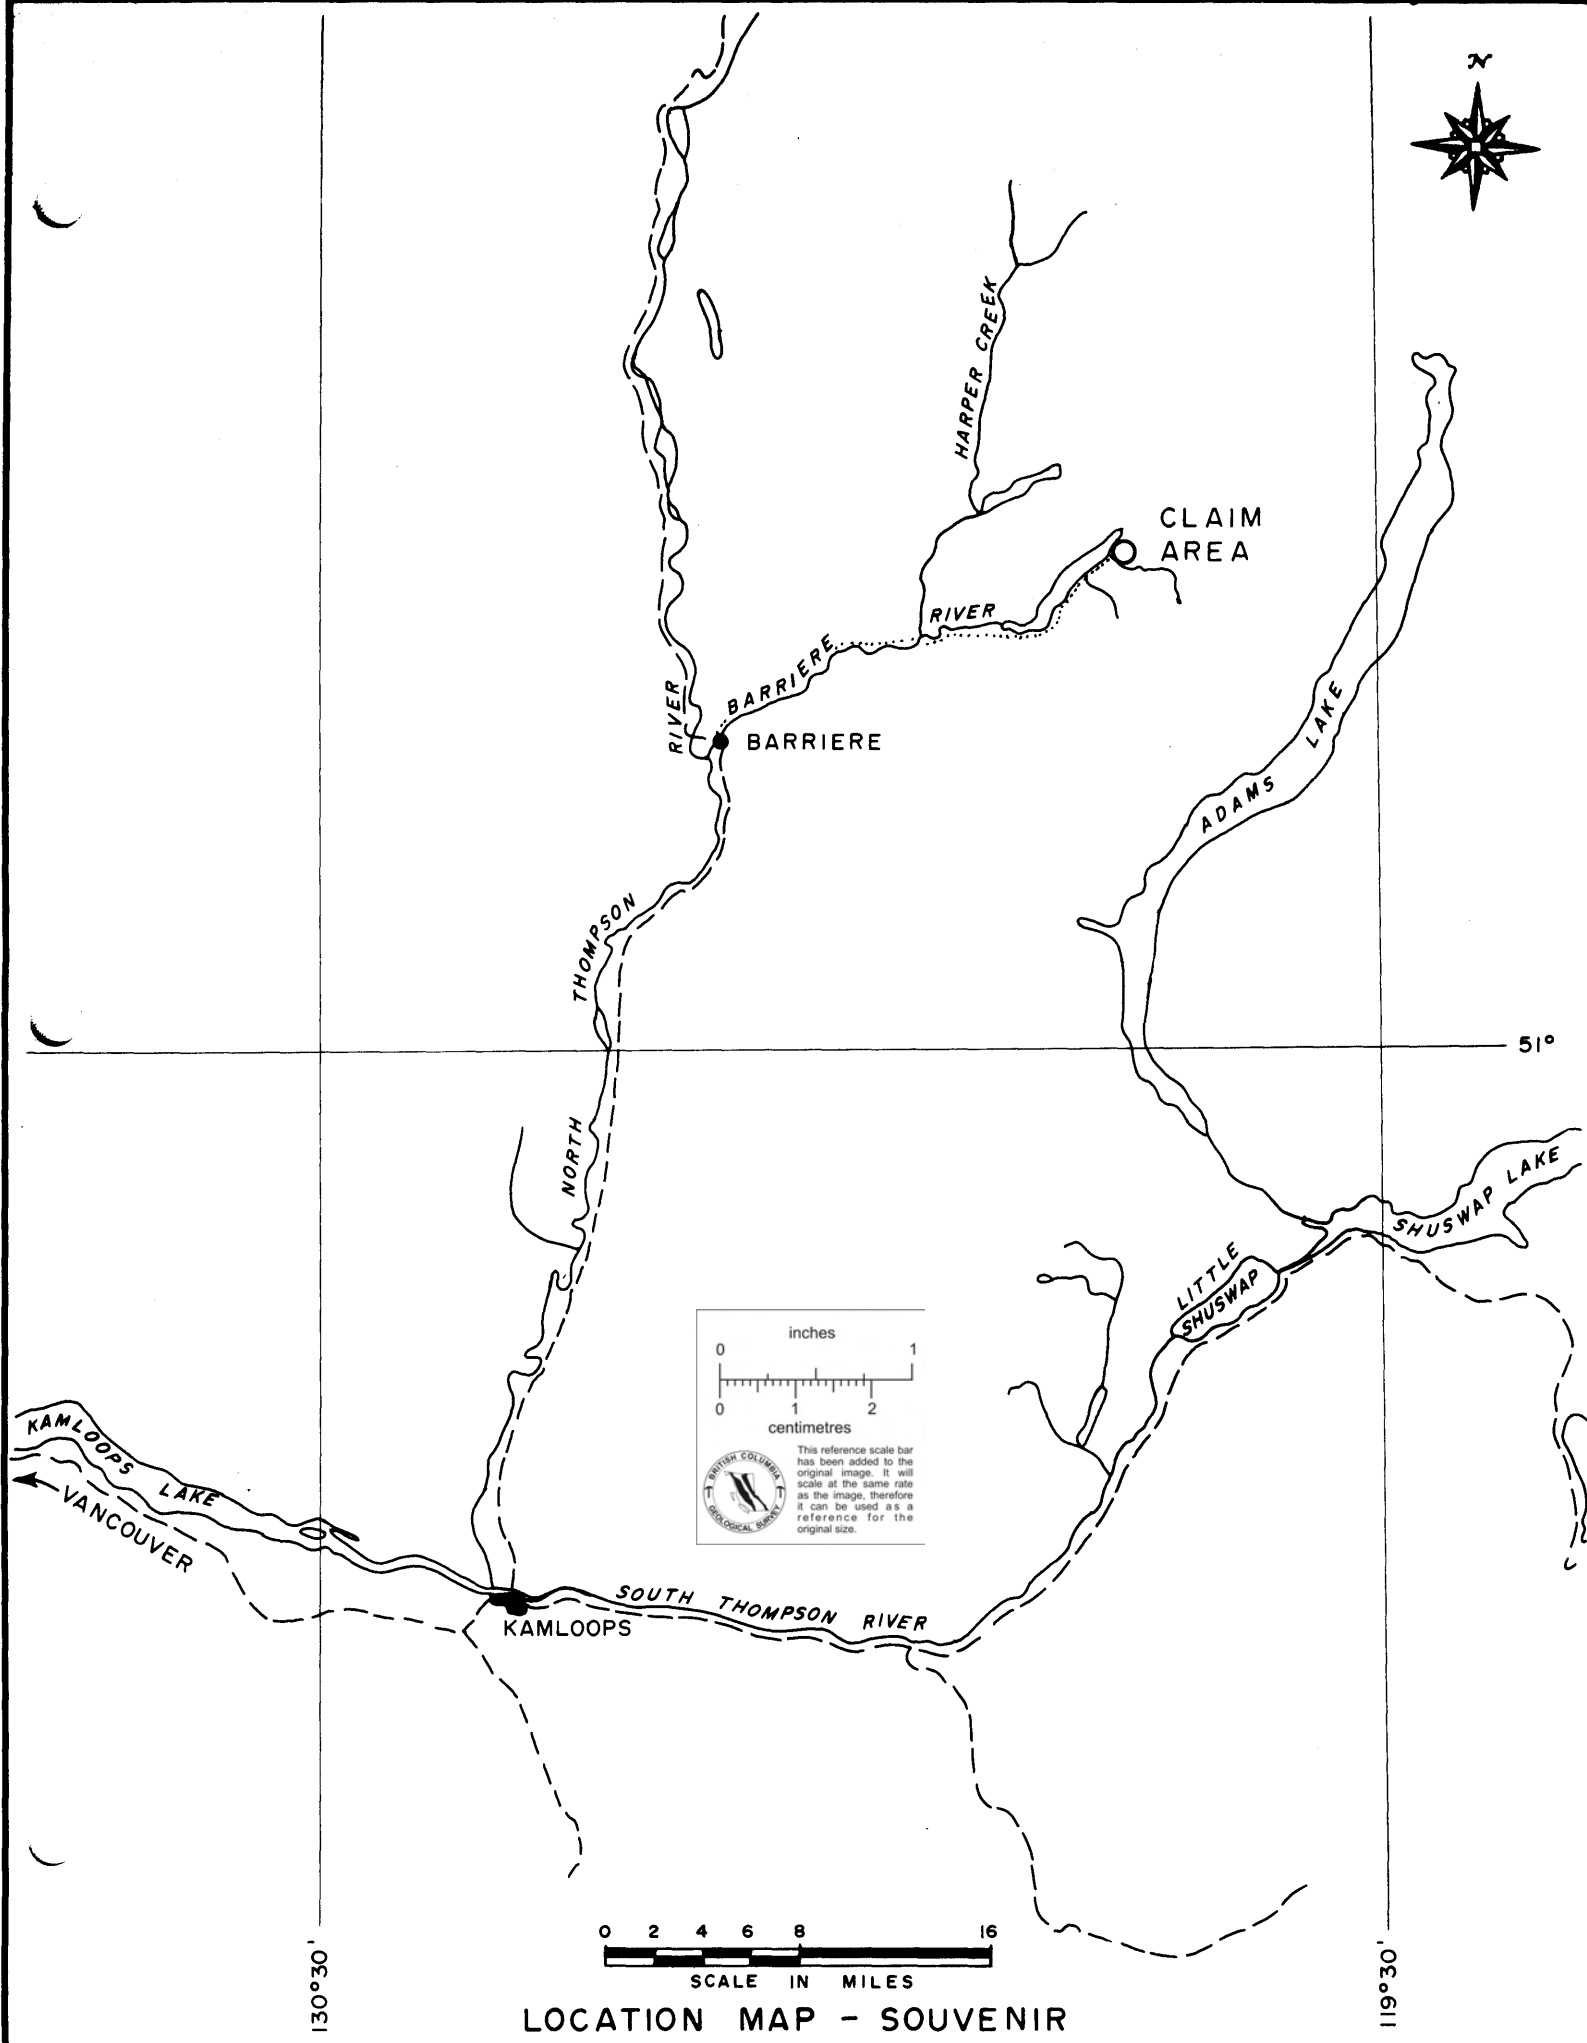 N
HARPER CREEK
CLAIM
AREA
RIVER
BARRIERE
RIVER
BARRIERE
ADAMS LAKE
THOMPSON
51°
NORTH
SHUSWAP LAKE
LITTLE
SHUSWAP
inches
0 1
0 1 2
centimetres
This reference scale bar
has been added to the
original image. It will
scale at the same rate
as the image, therefore
it can be used as a
reference for the
original size.
BRITISH COLUMBIA
GEOLOGICAL SURVEY
KAMLOOPS LAKE
VANCOUVER
SOUTH THOMPSON RIVER
KAMLOOPS
0 2 4 6 8 16
SCALE IN MILES
130°30'
119°30'
LOCATION MAP - SOUVENIR